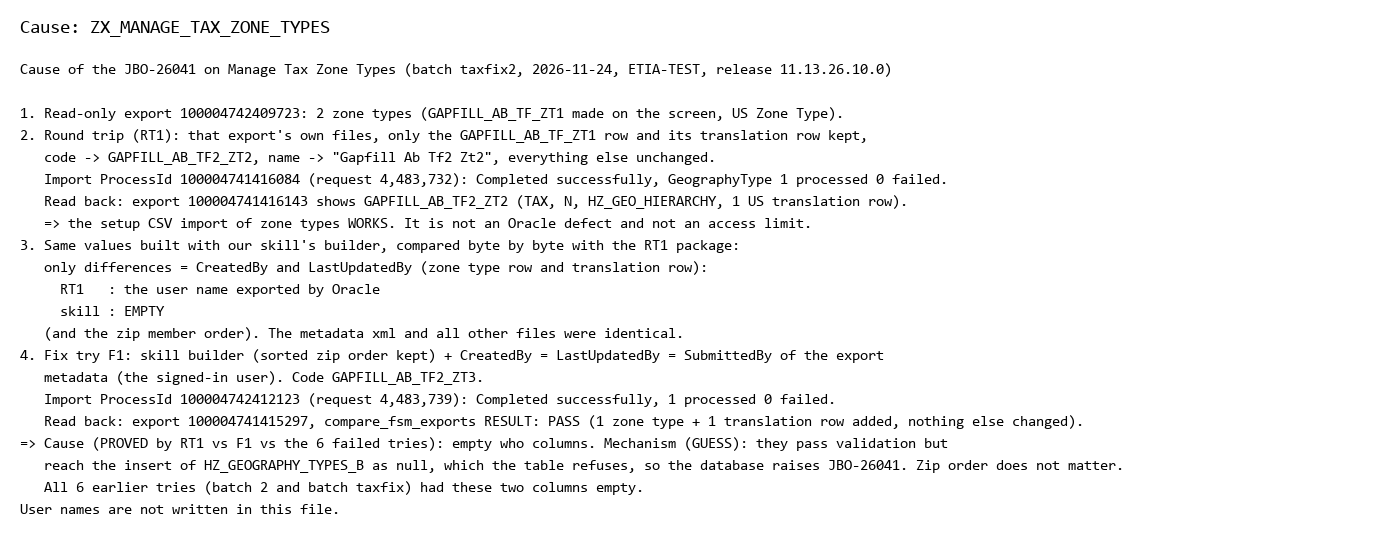 Cause: ZX_MANAGE_TAX_ZONE_TYPES
Cause of the JBO-26041 on Manage Tax Zone Types (batch taxfix2, 2026-11-24, ETIA-TEST, release 11.13.26.10.0)
1. Read-only export 100004742409723: 2 zone types (GAPFILL_AB_TF_ZT1 made on the screen, US Zone Type).
2. Round trip (RT1): that export's own files, only the GAPFILL_AB_TF_ZT1 row and its translation row kept,
code -> GAPFILL_AB_TF2_ZT2, name -> "Gapfill Ab Tf2 Zt2", everything else unchanged.
Import ProcessId 100004741416084 (request 4,483,732): Completed successfully, GeographyType 1 processed 0 failed.
Read back: export 100004741416143 shows GAPFILL_AB_TF2_ZT2 (TAX, N, HZ_GEO_HIERARCHY, 1 US translation row).
=> the setup CSV import of zone types WORKS. It is not an Oracle defect and not an access limit.
3. Same values built with our skill's builder, compared byte by byte with the RT1 package:
only differences = CreatedBy and LastUpdatedBy (zone type row and translation row):
RT1   : the user name exported by Oracle
skill : EMPTY
(and the zip member order). The metadata xml and all other files were identical.
4. Fix try F1: skill builder (sorted zip order kept) + CreatedBy = LastUpdatedBy = SubmittedBy of the export
metadata (the signed-in user). Code GAPFILL_AB_TF2_ZT3.
Import ProcessId 100004742412123 (request 4,483,739): Completed successfully, 1 processed 0 failed.
Read back: export 100004741415297, compare_fsm_exports RESULT: PASS (1 zone type + 1 translation row added, nothing else changed).
=> Cause (PROVED by RT1 vs F1 vs the 6 failed tries): empty who columns. Mechanism (GUESS): they pass validation but
reach the insert of HZ_GEOGRAPHY_TYPES_B as null, which the table refuses, so the database raises JBO-26041. Zip order does not matter.
All 6 earlier tries (batch 2 and batch taxfix) had these two columns empty.
User names are not written in this file.